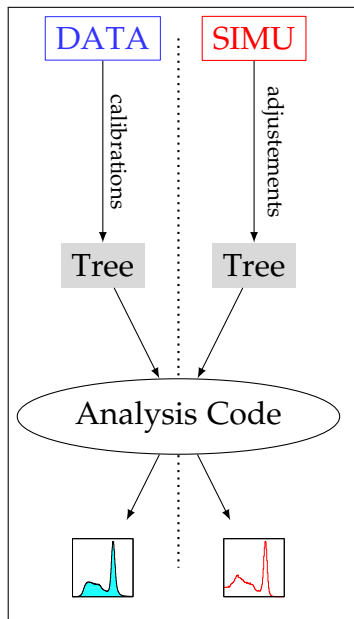 DATA
SIMU
calibrations
adjustements
Tree
Tree
Analysis Code